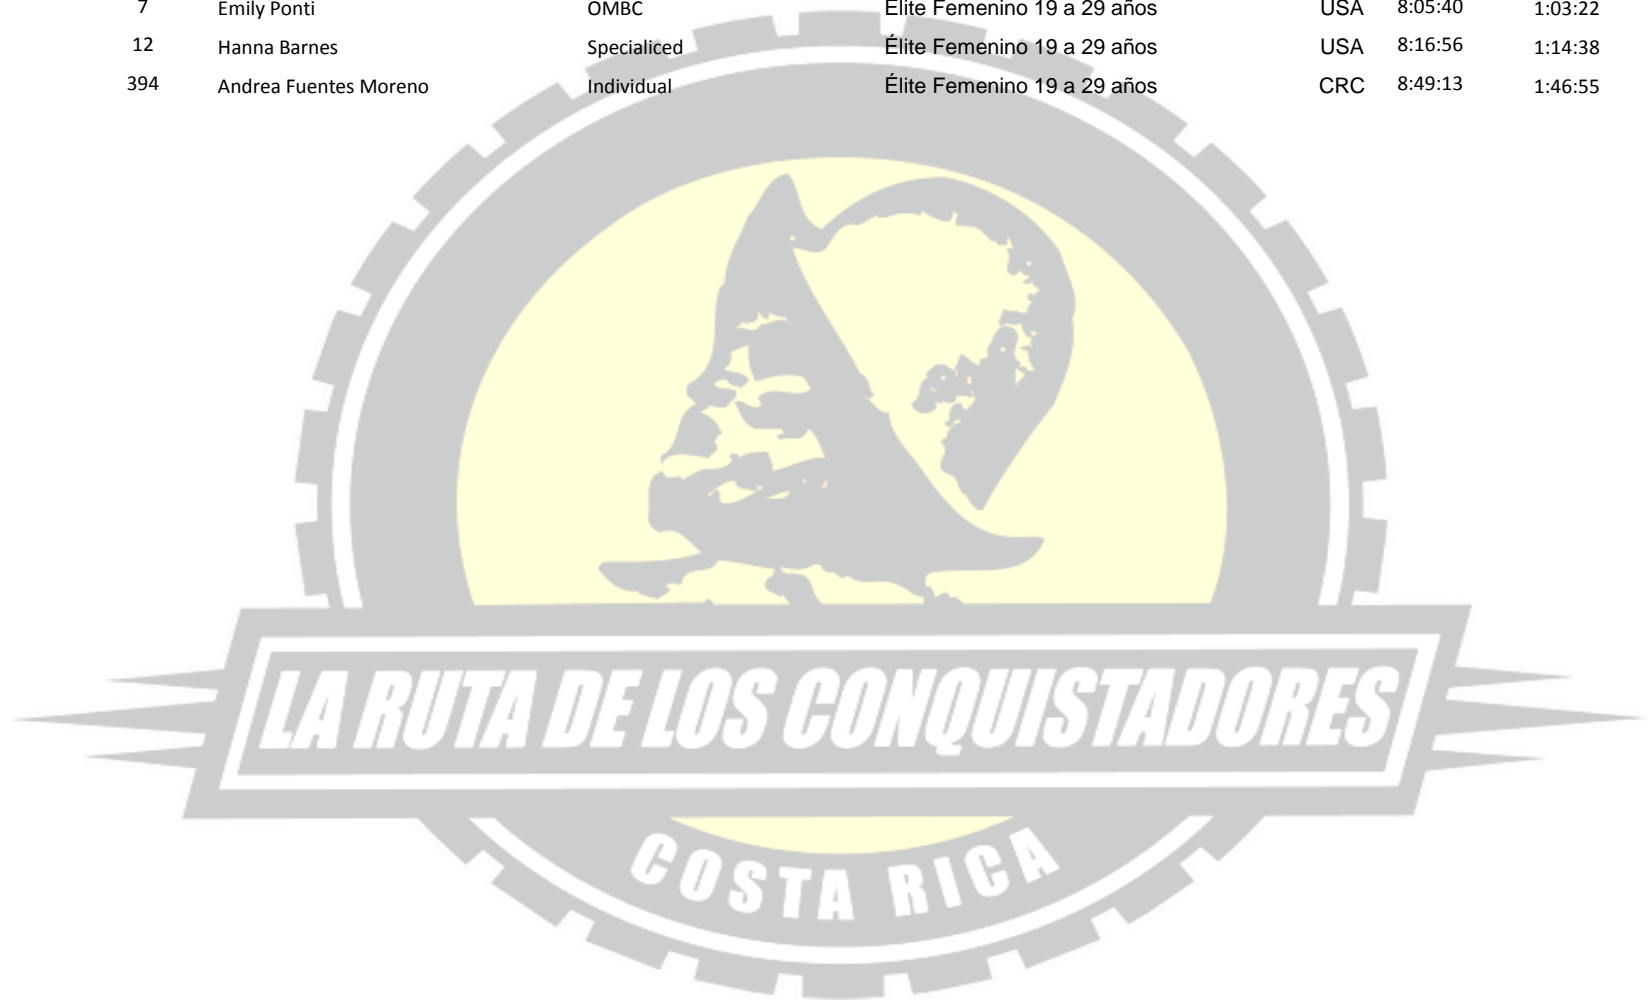 7 Emily Ponti OMBC Élite Femenino 19 a 29 años USA 8:05:40 1:03:22
12 Hanna Barnes Specialiced Élite Femenino 19 a 29 años USA 8:16:56 1:14:38
394 Andrea Fuentes Moreno Individual Élite Femenino 19 a 29 años CRC 8:49:13 1:46:55
LA RUTA DE LOS CONQUISTADORES
COSTA RICA